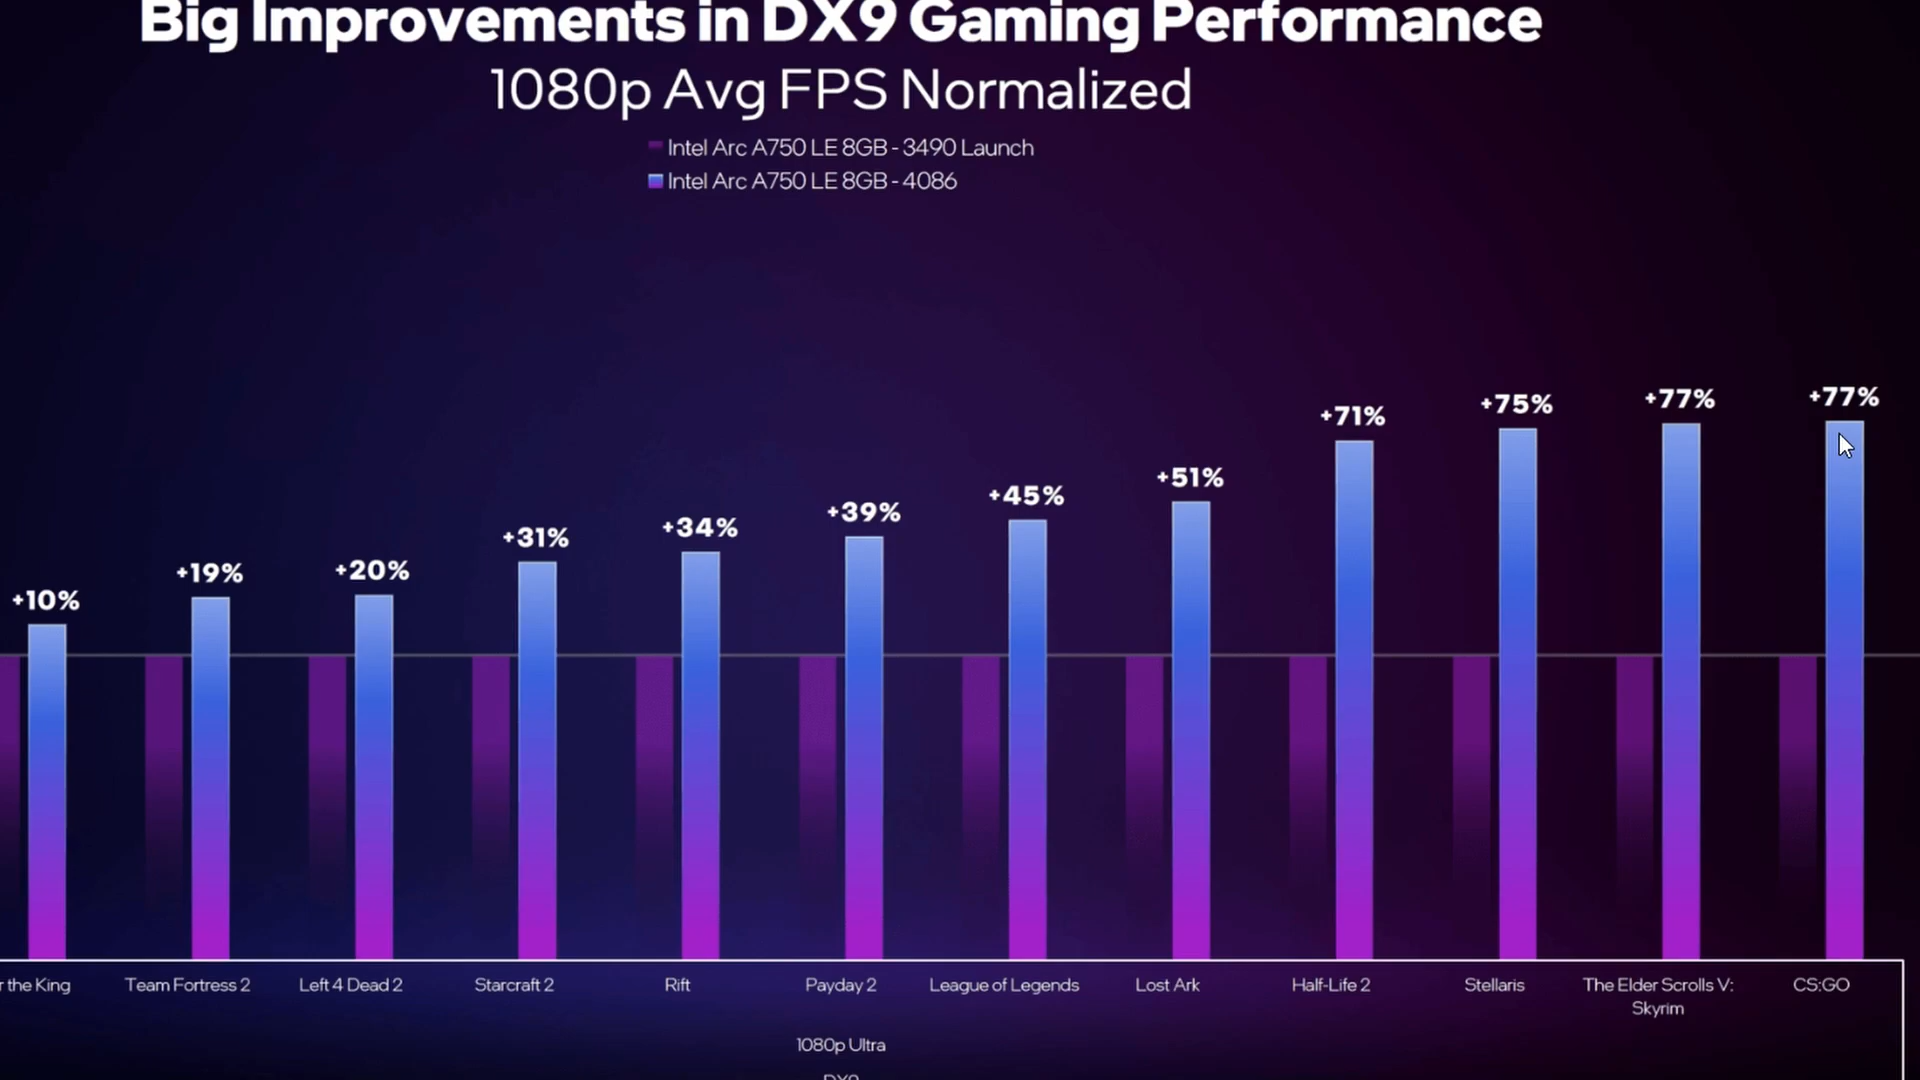 Big Improvements in DX9 Gaming Performance
1080p Avg FPS Normalized
Intel Arc A750 LE 8GB - 3490 Launch
Intel Arc A750 LE 8GB - 4086
+10%
+19%
+20%
+31%
+34%
+39%
+45%
+51%
+71%
+75%
+77%
+77%
r the King
Team Fortress 2
Left 4 Dead 2
Starcraft 2
Rift
Payday 2
League of Legends
Lost Ark
Half-Life 2
Stellaris
The Elder Scrolls V:
Skyrim
CS:GO
1080p Ultra
DX9